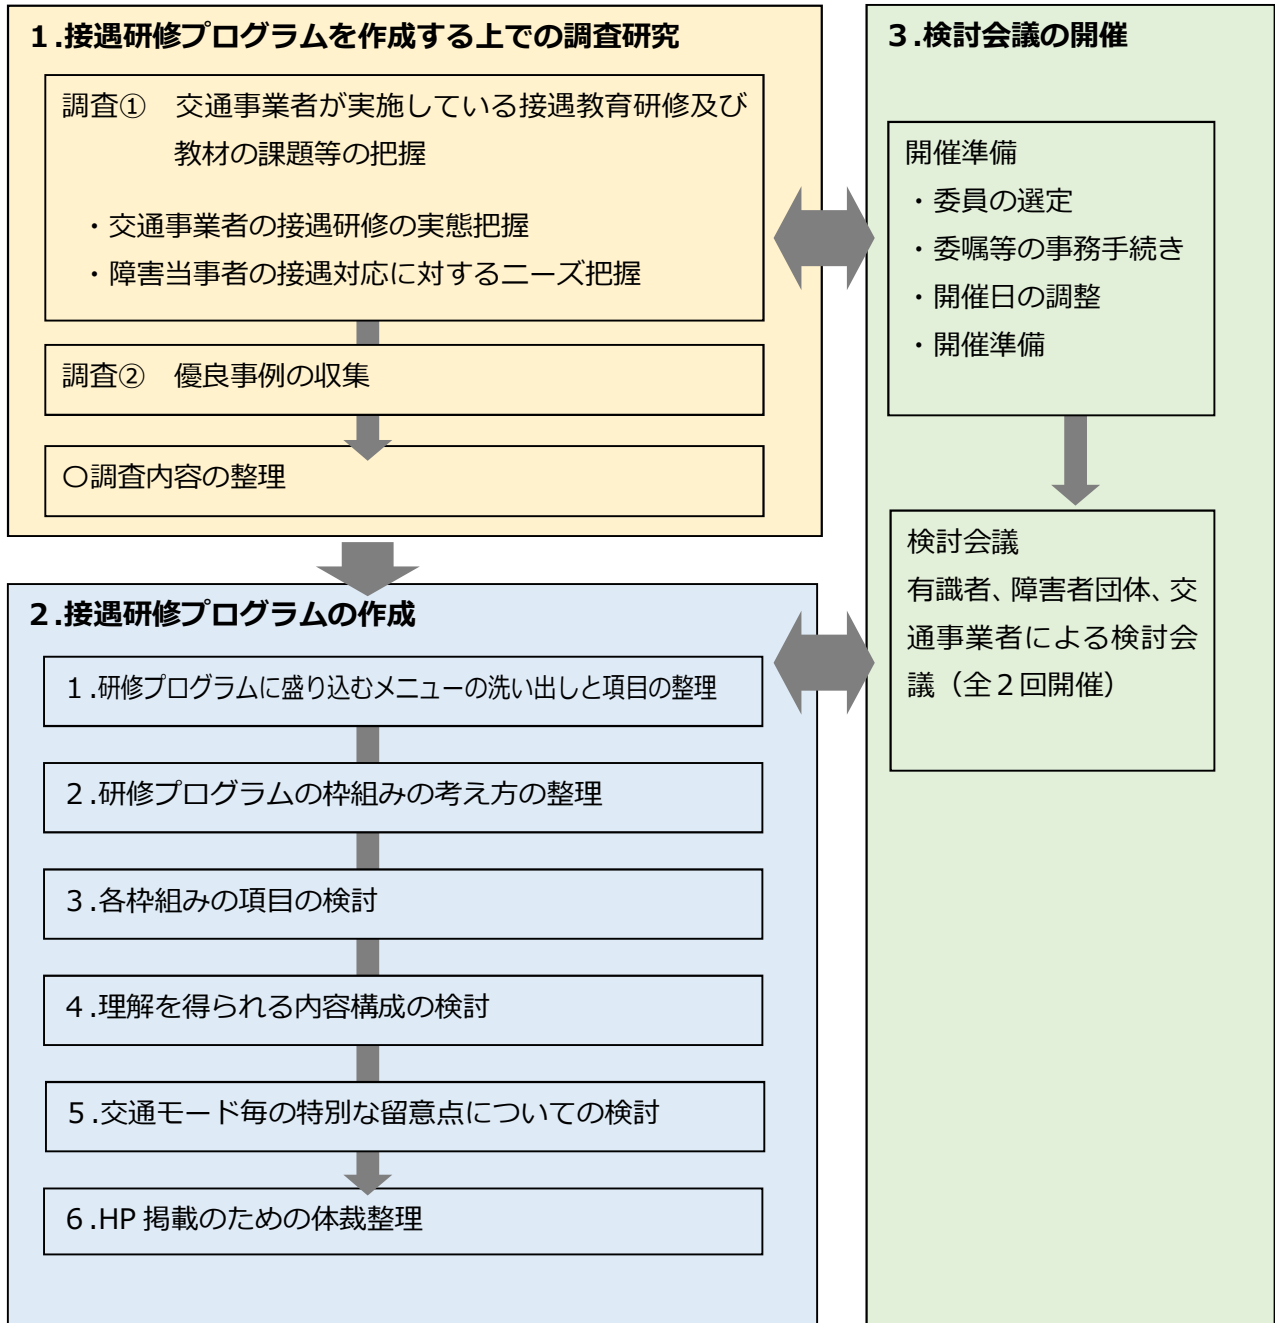 １.接遇研修プログラムを作成する上での調査研究
調査①　交通事業者が実施している接遇教育研修及び
教材の課題等の把握
・交通事業者の接遇研修の実態把握
・障害当事者の接遇対応に対するニーズ把握
調査②　優良事例の収集
〇調査内容の整理
２.接遇研修プログラムの作成
１.研修プログラムに盛り込むメニューの洗い出しと項目の整理
２.研修プログラムの枠組みの考え方の整理
３.各枠組みの項目の検討
４.理解を得られる内容構成の検討
５.交通モード毎の特別な留意点についての検討
６.HP 掲載のための体裁整理
３.検討会議の開催
開催準備
・委員の選定
・委嘱等の事務手続き
・開催日の調整
・開催準備
検討会議
有識者、障害者団体、交
通事業者による検討会
議（全２回開催）